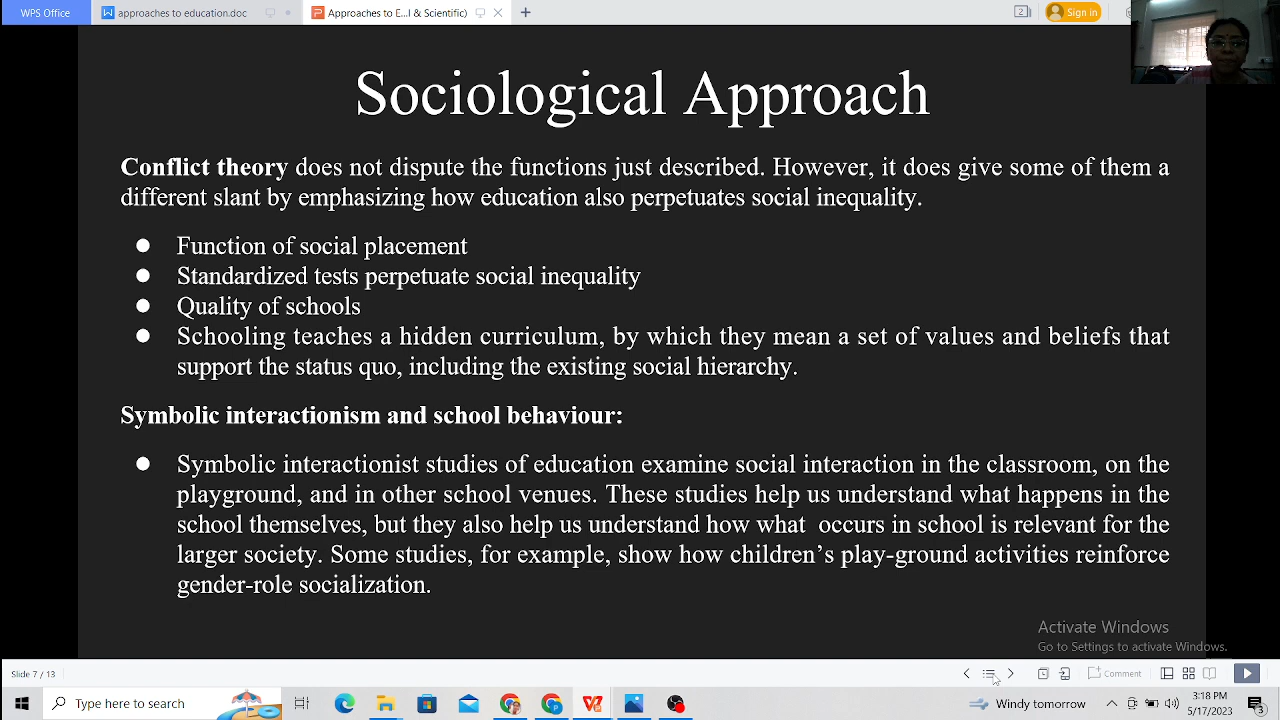 WPS Office
approaches to education.doc
Approaches to E...l & Scientific)
2
Sign in
Sociological Approach
Conflict theory does not dispute the functions just described. However, it does give some of them a
different slant by emphasizing how education also perpetuates social inequality.
● Function of social placement
● Standardized tests perpetuate social inequality
● Quality of schools
● Schooling teaches a hidden curriculum, by which they mean a set of values and beliefs that
support the status quo, including the existing social hierarchy.
Symbolic interactionism and school behaviour:
● Symbolic interactionist studies of education examine social interaction in the classroom, on the
playground, and in other school venues. These studies help us understand what happens in the
school themselves, but they also help us understand how what occurs in school is relevant for the
larger society. Some studies, for example, show how children's play-ground activities reinforce
gender-role socialization.
Activate Windows
Go to Settings to activate Windows.
Slide 7 / 13
Comment
Type here to search
Windy tomorrow
3:18 PM
5/17/2023
3